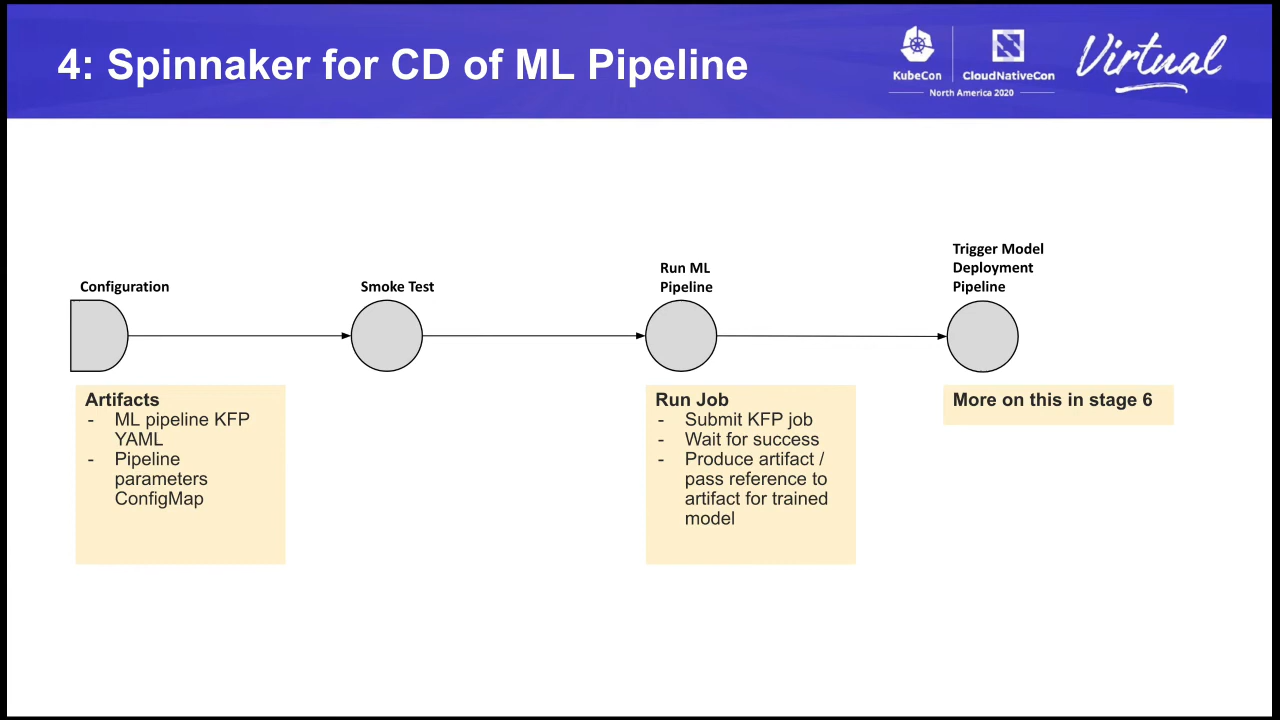 4: Spinnaker for CD of ML Pipeline
KubeCon
CloudNativeCon
North America 2020
Virtual
Configuration
Smoke Test
Run ML
Pipeline
Trigger Model
Deployment
Pipeline
Artifacts
- ML pipeline KFP
YAML
- Pipeline
parameters
ConfigMap
Run Job
- Submit KFP job
- Wait for success
- Produce artifact /
pass reference to
artifact for trained
model
More on this in stage 6